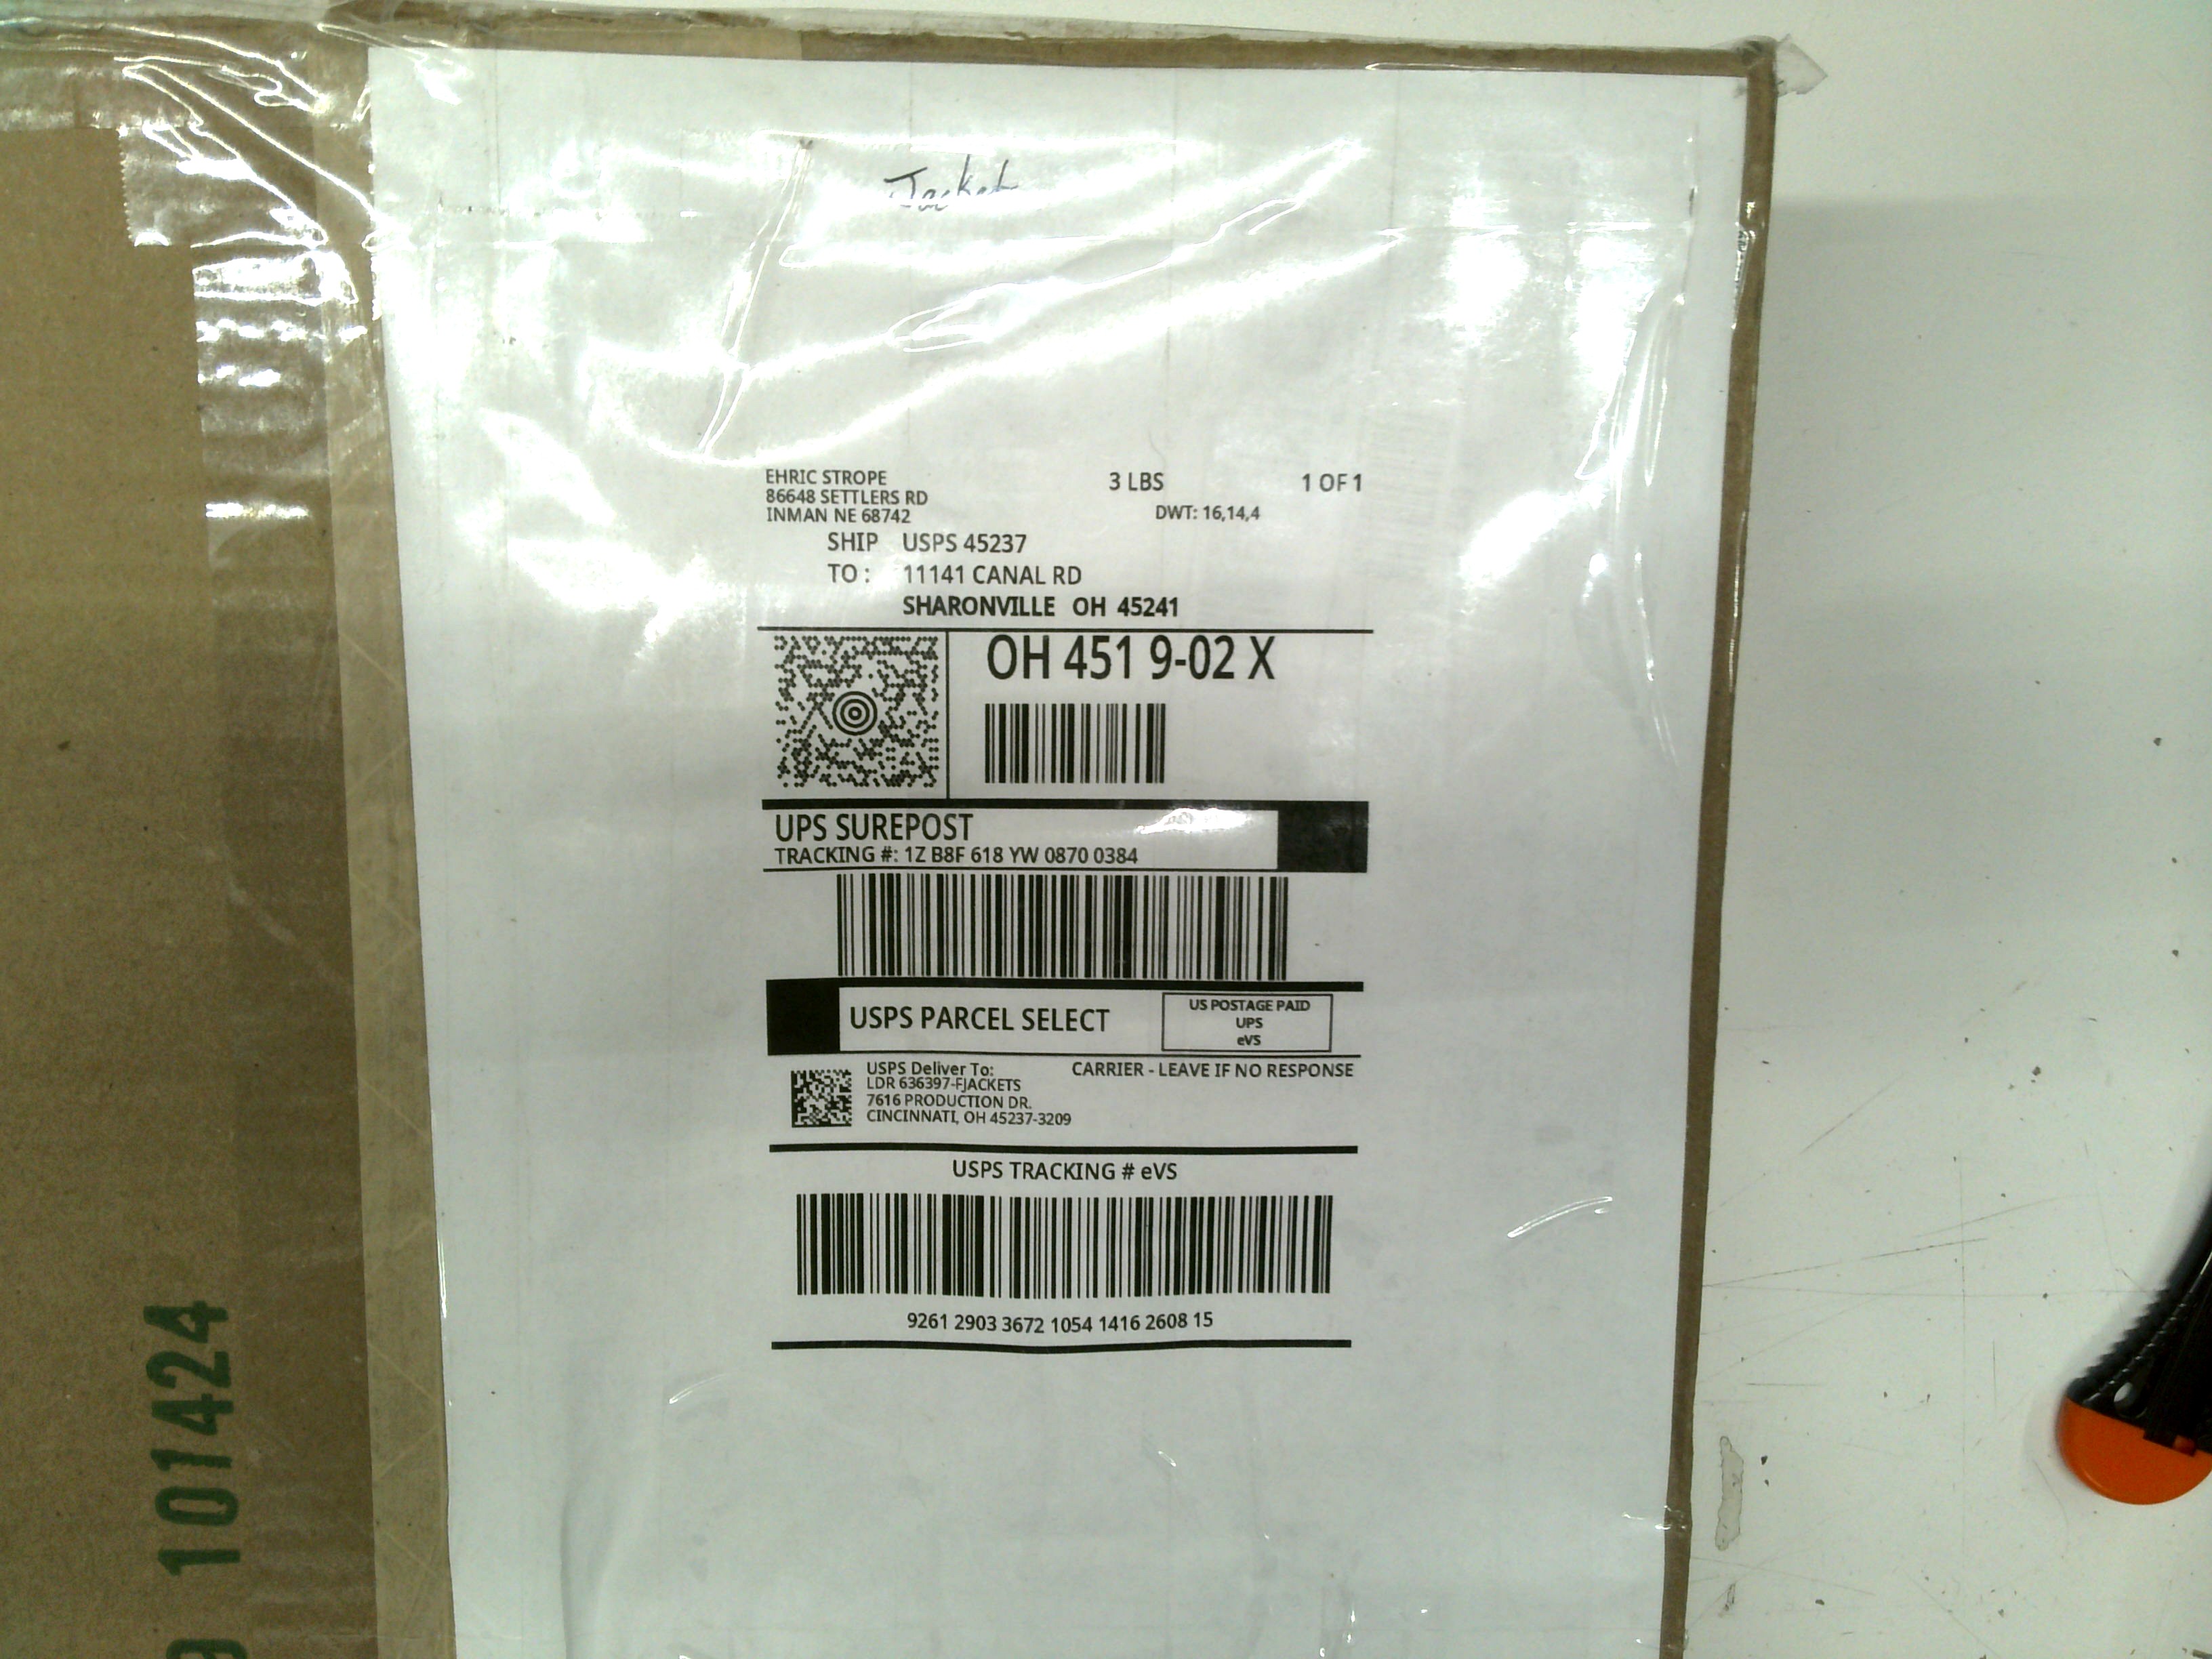 Jacket
EHRIC STROPE 3 LBS 1 OF 1
86648 SETTLERS RD
INMAN NE 68742 DWT: 16,14,4
SHIP USPS 45237
TO : 11141 CANAL RD
SHARONVILLE OH 45241
OH 451 9-02 X
UPS SUREPOST
TRACKING #: 1Z B8F 618 YW 0870 0384
USPS PARCEL SELECT
US POSTAGE PAID
UPS
eVS
USPS Deliver To: CARRIER - LEAVE IF NO RESPONSE
LDR 636397-FJACKETS
7616 PRODUCTION DR.
CINCINNATI, OH 45237-3209
USPS TRACKING # eVS
9261 2903 3672 1054 1416 2608 15
101424